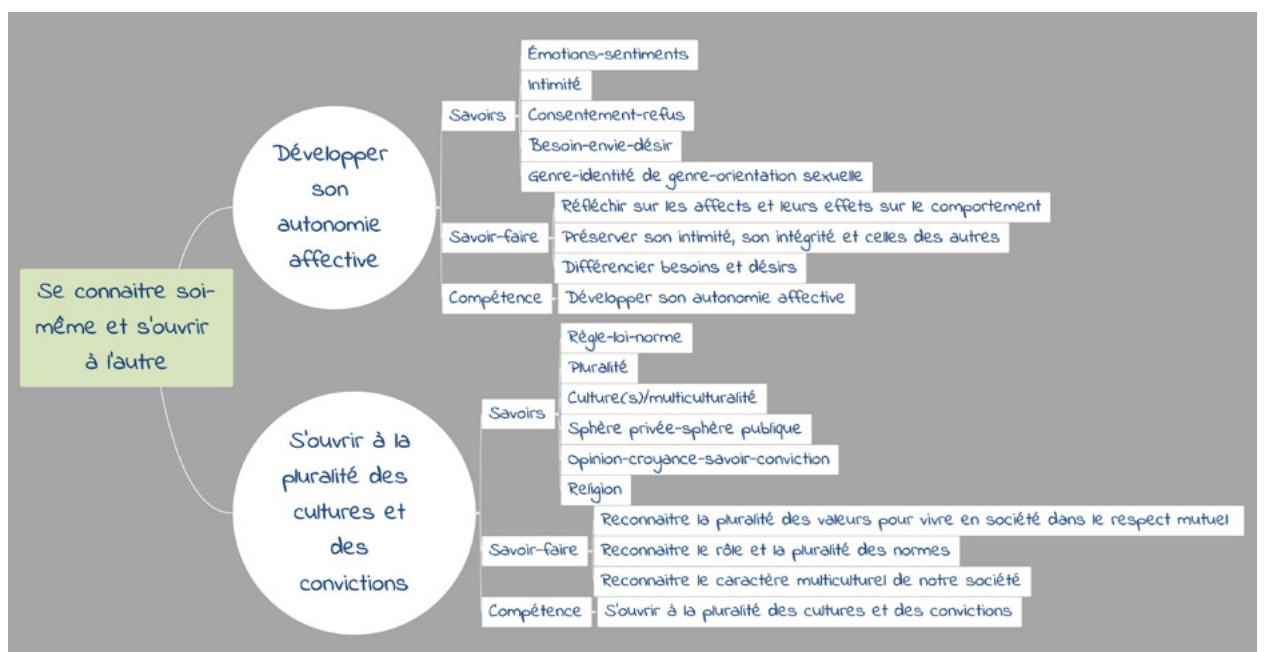 Se connaitre soi-
même et s'ouvrir
à l'autre
Développer
son
autonomie
affective
Savoirs
Émotions-sentiments
Intimité
Consentement-refus
Besoin-envie-désir
Genre-identité de genre-orientation sexuelle
Savoir-faire
Réfléchir sur les affects et leurs effets sur le comportement
Préserver son intimité, son intégrité et celles des autres
Différencier besoins et désirs
Compétence
Développer son autonomie affective
S'ouvrir à la
pluralité des
cultures et
des
convictions
Savoirs
Règle-loi-norme
Pluralité
Culture(s)/multiculturalité
Sphère privée-sphère publique
Opinion-croyance-savoir-conviction
Religion
Savoir-faire
Reconnaitre la pluralité des valeurs pour vivre en société dans le respect mutuel
Reconnaitre le rôle et la pluralité des normes
Reconnaitre le caractère multiculturel de notre société
Compétence
S'ouvrir à la pluralité des cultures et des convictions